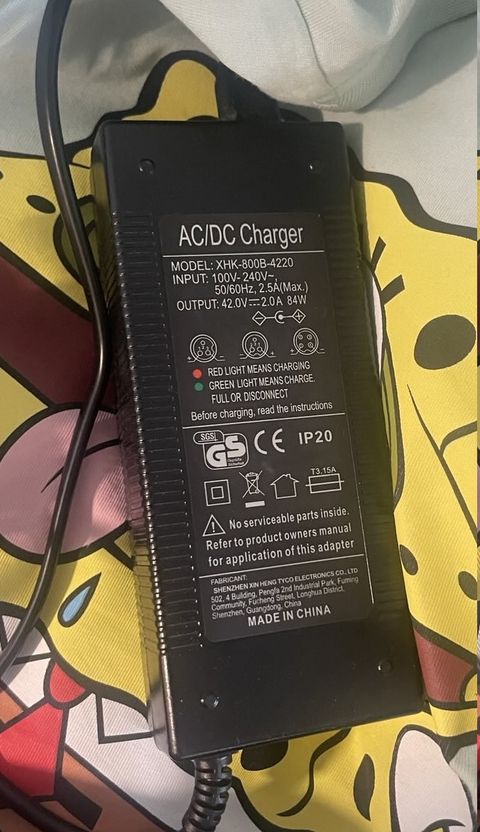 AC/DC Charger
MODEL: XHK-800B-4220
INPUT: 100V- 240V~,
50/60Hz, 2.5A(Max.)
OUTPUT: 42.0V⎓2.0A 84W
RED LIGHT MEANS CHARGING
GREEN LIGHT MEANS CHARGE.
FULL OR DISCONNECT
Before charging, read the instructions
SGS GS CE IP20
T3.15A
No serviceable parts inside.
Refer to product owners manual
for application of this adapter
FABRICANT:
SHENZHEN XIN HENG TYCO ELECTRONICS CO., LTD
502, 4 Building, Pengfa 2nd Industrial Park, Fuming
Community, Furheng Street, Longhua District,
Shenzhen, Guangdong, China
MADE IN CHINA